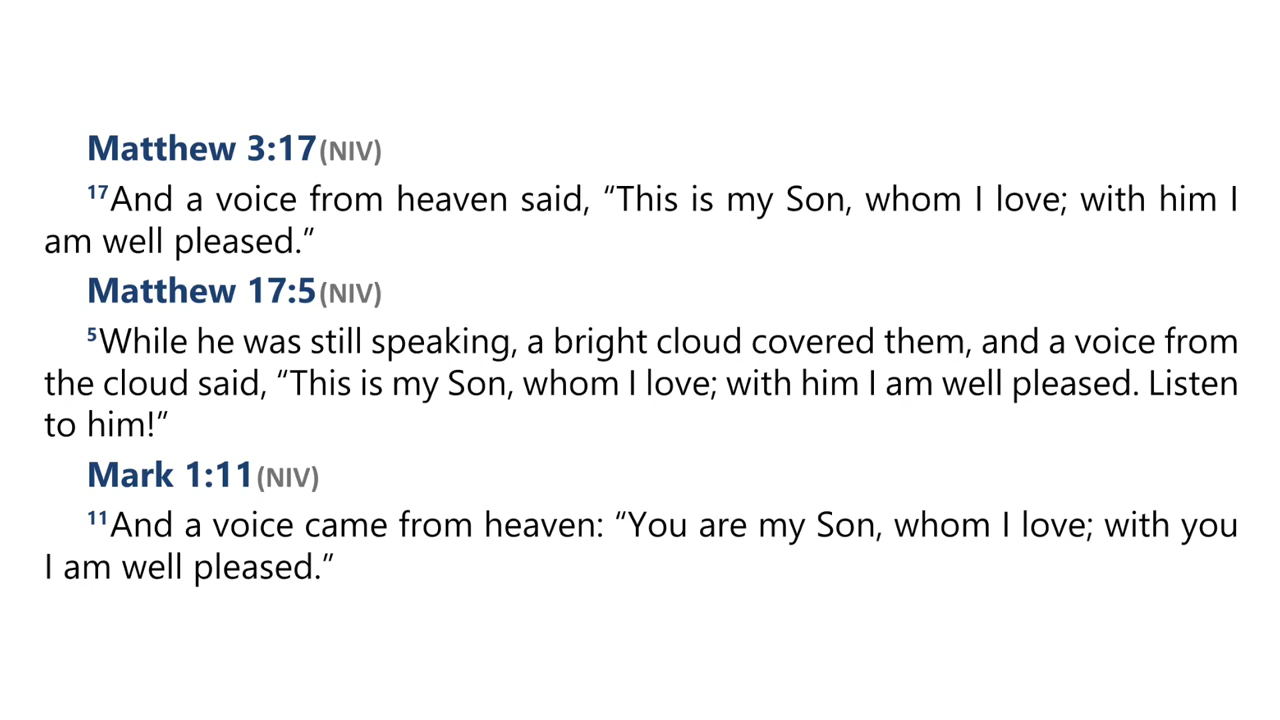 Matthew 3:17(NIV)
17And a voice from heaven said, “This is my Son, whom I love; with him I
am well pleased.”
Matthew 17:5(NIV)
5While he was still speaking, a bright cloud covered them, and a voice from
the cloud said, “This is my Son, whom I love; with him I am well pleased. Listen
to him!”
Mark 1:11(NIV)
11And a voice came from heaven: “You are my Son, whom I love; with you
I am well pleased.”